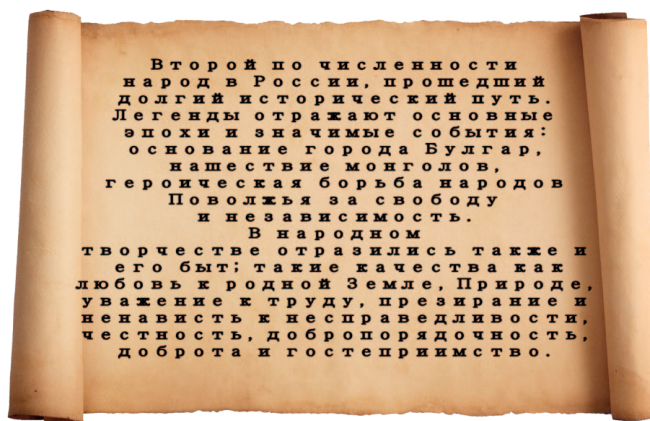 Второй по численности
народ в России, прошедший
долгий исторический путь.
Легенды отражают основные
эпохи и значимые события:
основание города Булгар,
нашествие монголов,
героическая борьба народов
Поволжья за свободу
и независимость.
В народном
творчестве отразились также и
его быт; такие качества как
любовь к родной Земле, Природе,
уважение к труду, презирание и
ненависть к несправедливости,
честность, добропорядочность,
доброта и гостеприимство.